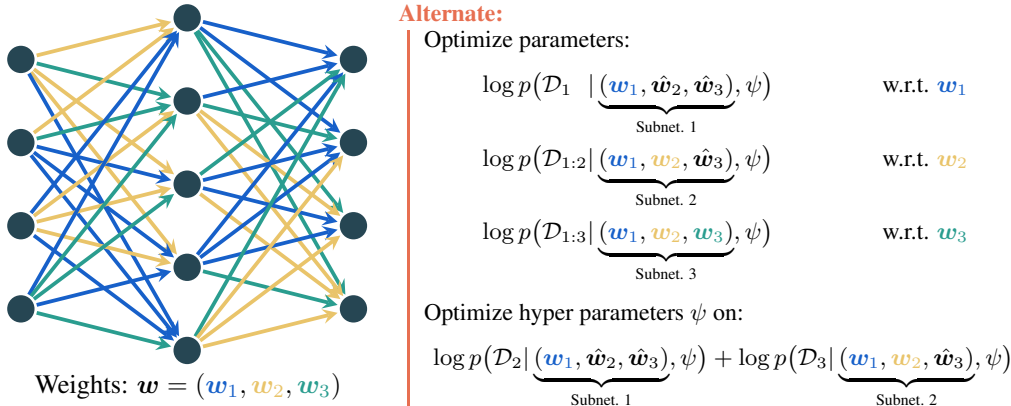 Alternate:
Optimize parameters:
log p(𝒟₁ | (𝒘₁, ŵ₂, ŵ₃), ψ) w.r.t. 𝒘₁
Subnet. 1
log p(𝒟₁:₂| (𝒘₁, 𝒘₂, ŵ₃), ψ) w.r.t. 𝒘₂
Subnet. 2
log p(𝒟₁:₃| (𝒘₁, 𝒘₂, 𝒘₃), ψ) w.r.t. 𝒘₃
Subnet. 3
Optimize hyper parameters ψ on:
log p(𝒟₂| (𝒘₁, ŵ₂, ŵ₃), ψ) + log p(𝒟₃| (𝒘₁, 𝒘₂, ŵ₃), ψ)
Subnet. 1 Subnet. 2
Weights: 𝒘 = (𝒘₁, 𝒘₂, 𝒘₃)